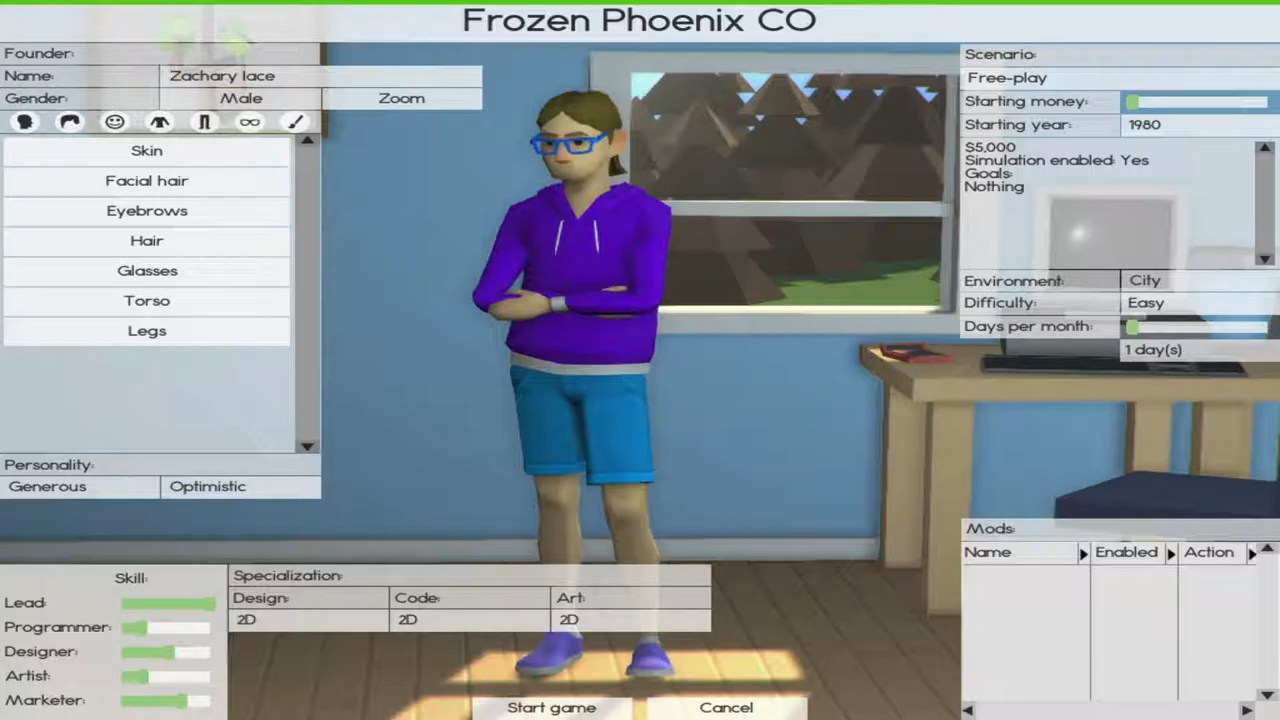 Frozen Phoenix CO
Founder:
Name: Zachary lace
Gender: Male Zoom
Skin
Facial hair
Eyebrows
Hair
Glasses
Torso
Legs
Personality:
Generous Optimistic
Skill:
Lead:
Programmer:
Designer:
Artist:
Marketer:
Specialization:
Design: Code: Art:
2D 2D 2D
Start game Cancel
Scenario:
Free-play
Starting money:
Starting year: 1980
$5,000
Simulation enabled: Yes
Goals:
Nothing
Environment: City
Difficulty: Easy
Days per month:
1 day(s)
Mods:
Name Enabled Action